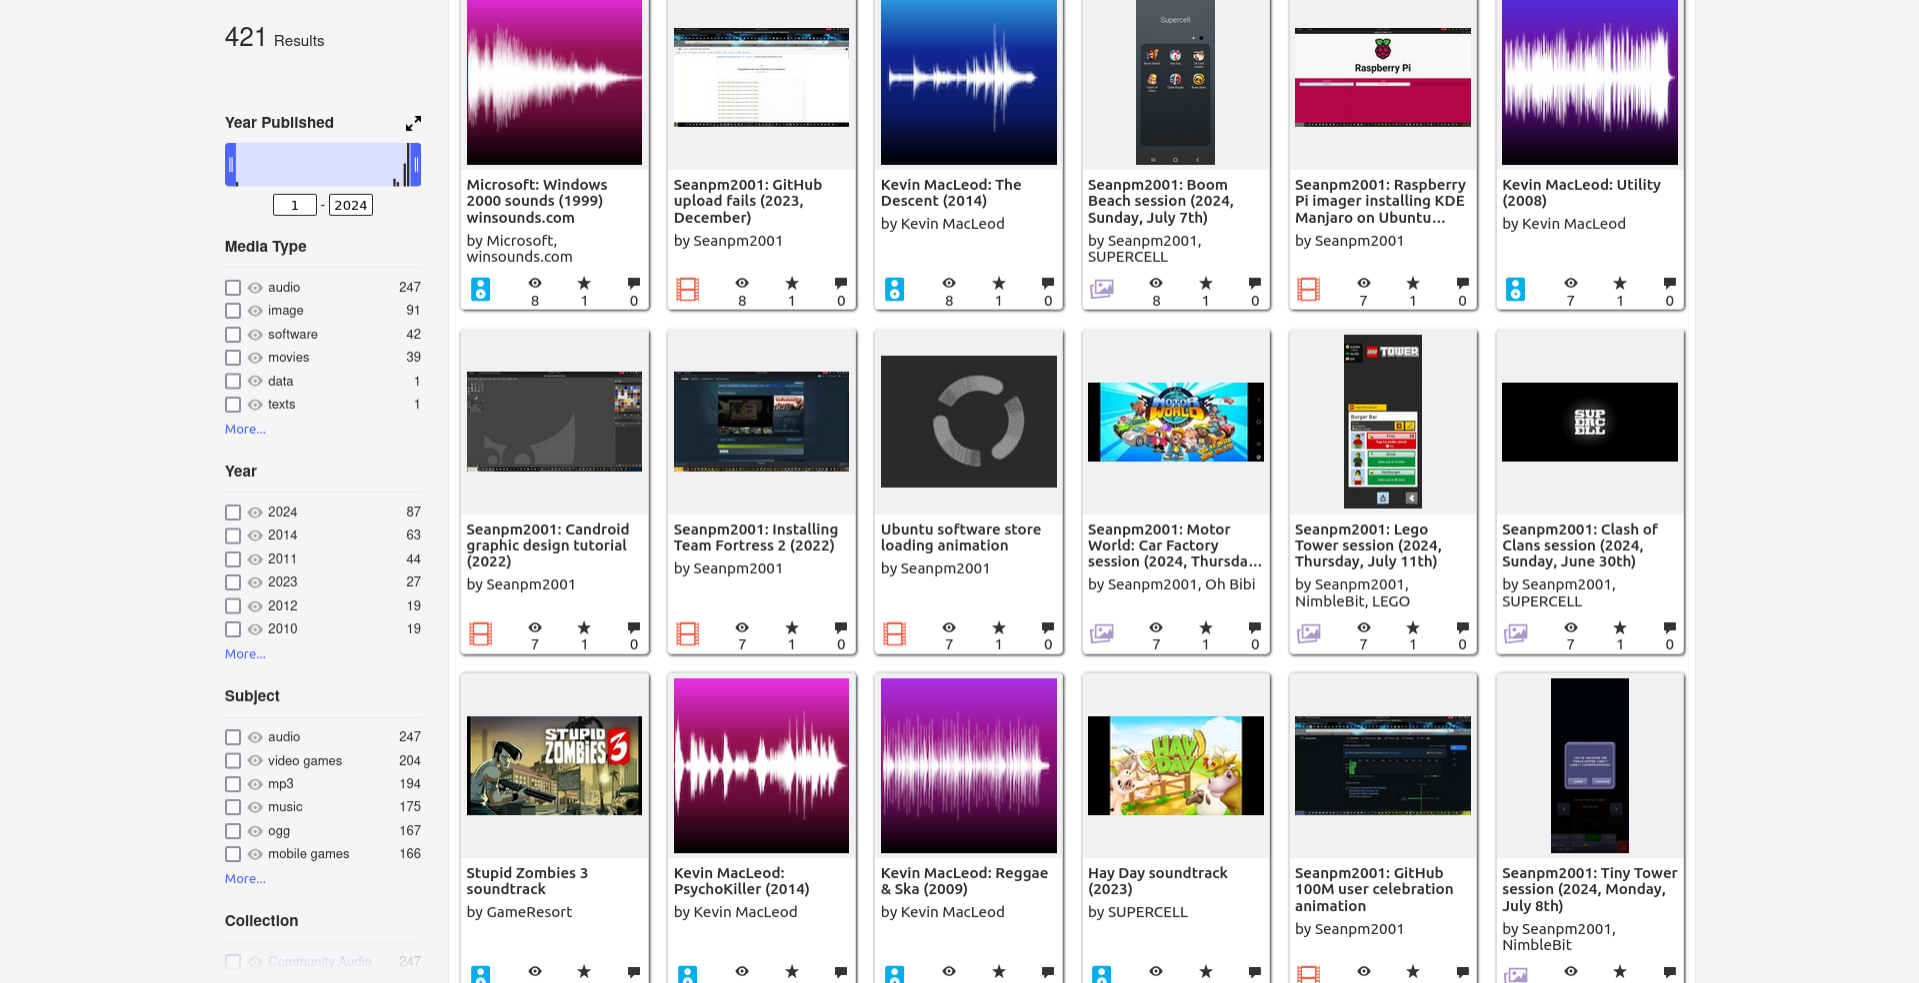 421 Results
Year Published
1 - 2024
Media Type
audio 247
image 91
software 42
movies 39
data 1
texts 1
More...
Year
2024 87
2014 63
2011 44
2023 27
2012 19
2010 19
More...
Subject
audio 247
video games 204
mp3 194
music 175
ogg 167
mobile games 166
More...
Collection
Community Audio 247
Microsoft: Windows
2000 sounds (1999)
winsounds.com
by Microsoft,
winsounds.com
8 1 0
Seanpm2001: GitHub
upload fails (2023,
December)
by Seanpm2001
8 1 0
Kevin MacLeod: The
Descent (2014)
by Kevin MacLeod
8 1 0
Supercell
Seanpm2001: Boom
Beach session (2024,
Sunday, July 7th)
by Seanpm2001,
SUPERCELL
8 1 0
Raspberry Pi
Seanpm2001: Raspberry
Pi imager installing KDE
Manjaro on Ubuntu...
by Seanpm2001
7 1 0
Kevin MacLeod: Utility
(2008)
by Kevin MacLeod
7 1 0
Seanpm2001: Candroid
graphic design tutorial
(2022)
by Seanpm2001
7 1 0
Seanpm2001: Installing
Team Fortress 2 (2022)
by Seanpm2001
7 1 0
Ubuntu software store
loading animation
by Seanpm2001
7 1 0
MOTOR
WORLD
Seanpm2001: Motor
World: Car Factory
session (2024, Thursda...
by Seanpm2001, Oh Bibi
7 1 0
LEGO TOWER
Burger Bar
Seanpm2001: Lego
Tower session (2024,
Thursday, July 11th)
by Seanpm2001,
NimbleBit, LEGO
7 1 0
SUP
ERC
ELL
Seanpm2001: Clash of
Clans session (2024,
Sunday, June 30th)
by Seanpm2001,
SUPERCELL
7 1 0
STUPID
ZOMBIES 3
Stupid Zombies 3
soundtrack
by GameResort
Kevin MacLeod:
PsychoKiller (2014)
by Kevin MacLeod
Kevin MacLeod: Reggae
& Ska (2009)
by Kevin MacLeod
HAY
DAY
Hay Day soundtrack
(2023)
by SUPERCELL
Seanpm2001: GitHub
100M user celebration
animation
by Seanpm2001
Seanpm2001: Tiny Tower
session (2024, Monday,
July 8th)
by Seanpm2001,
NimbleBit